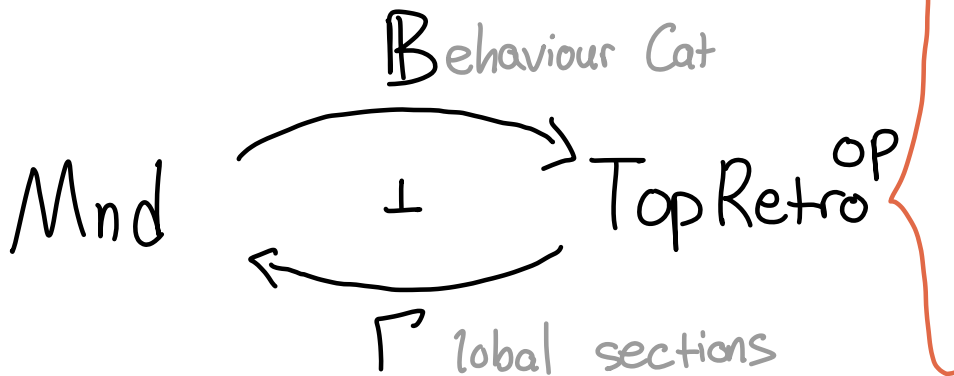 𝔹ehaviour Cat
Mnd ⊥ TopRetro^op
Γlobal sections